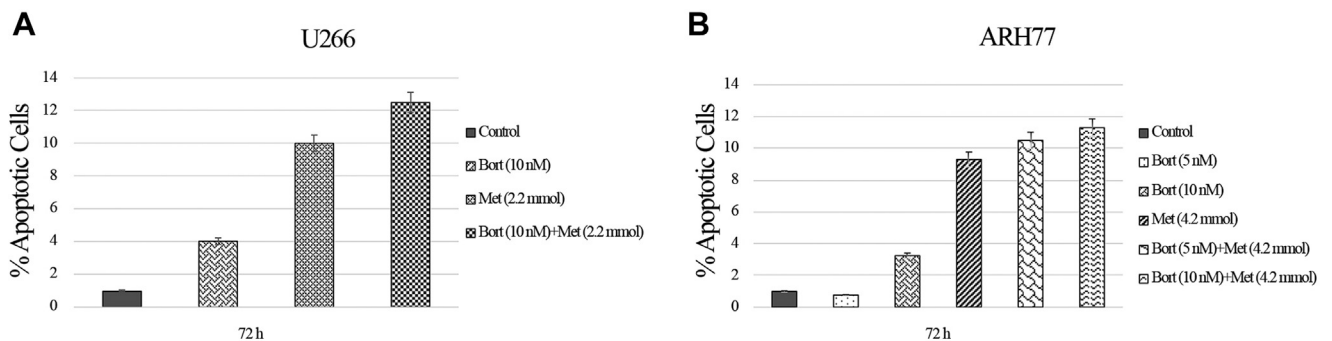 A
U266
% Apoptotic Cells
14
12
10
8
6
4
2
0
72 h
Control
Bort (10 nM)
Met (2.2 mmol)
Bort (10 nM)+Met (2.2 mmol)
B
ARH77
% Apoptotic Cells
14
12
10
8
6
4
2
0
72 h
Control
Bort (5 nM)
Bort (10 nM)
Met (4.2 mmol)
Bort (5 nM)+Met (4.2 mmol)
Bort (10 nM)+Met (4.2 mmol)